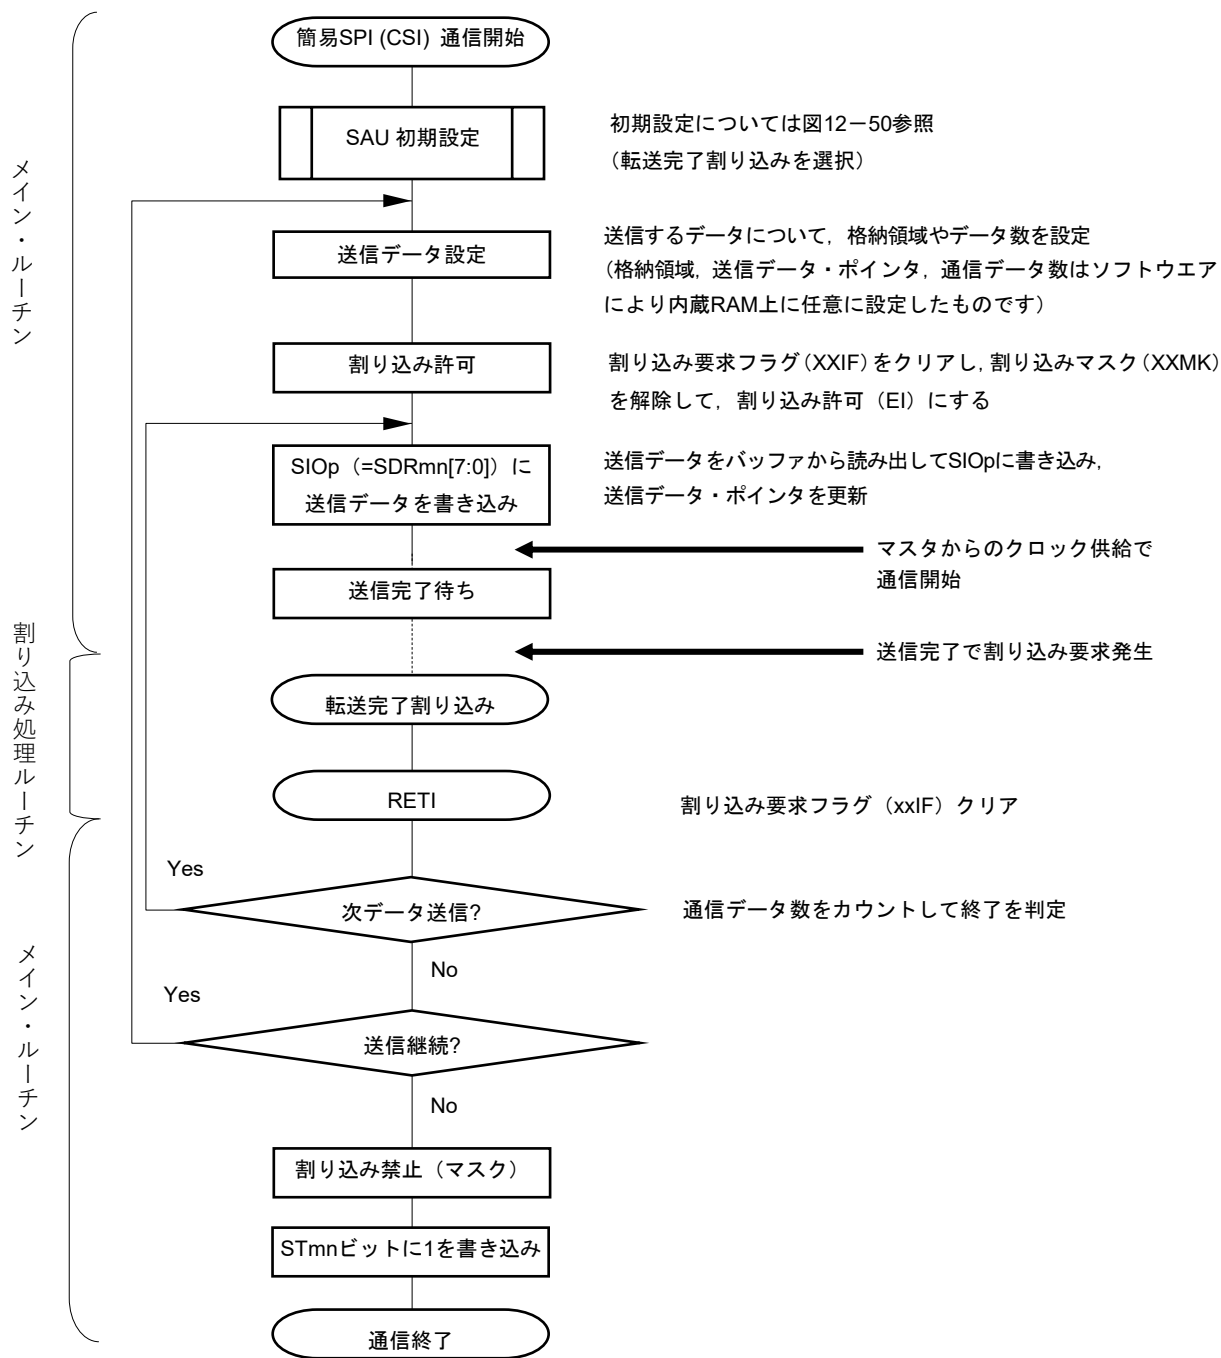 簡易SPI (CSI) 通信開始
SAU 初期設定
初期設定については図12－50参照
（転送完了割り込みを選択）
メイン・ルーチン
送信データ設定
送信するデータについて，格納領域やデータ数を設定
（格納領域，送信データ・ポインタ，通信データ数はソフトウエア
により内蔵RAM上に任意に設定したものです）
割り込み許可
割り込み要求フラグ（XXIF）をクリアし，割り込みマスク（XXMK）
を解除して，割り込み許可（EI）にする
SIOp（=SDRmn[7:0]）に
送信データを書き込み
送信データをバッファから読み出してSIOpに書き込み，
送信データ・ポインタを更新
マスタからのクロック供給で
通信開始
送信完了待ち
送信完了で割り込み要求発生
割り込み処理ルーチン
転送完了割り込み
RETI
割り込み要求フラグ（xxIF）クリア
Yes
次データ送信?
通信データ数をカウントして終了を判定
No
Yes
メイン・ルーチン
送信継続?
No
割り込み禁止（マスク）
STmnビットに1を書き込み
通信終了